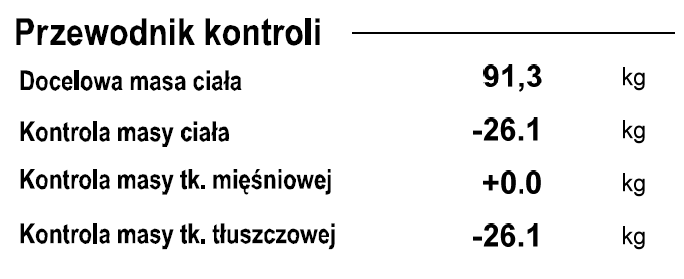 Przewodnik kontroli
Docelowa masa ciała 91,3 kg
Kontrola masy ciała -26.1 kg
Kontrola masy tk. mięśniowej +0.0 kg
Kontrola masy tk. tłuszczowej -26.1 kg